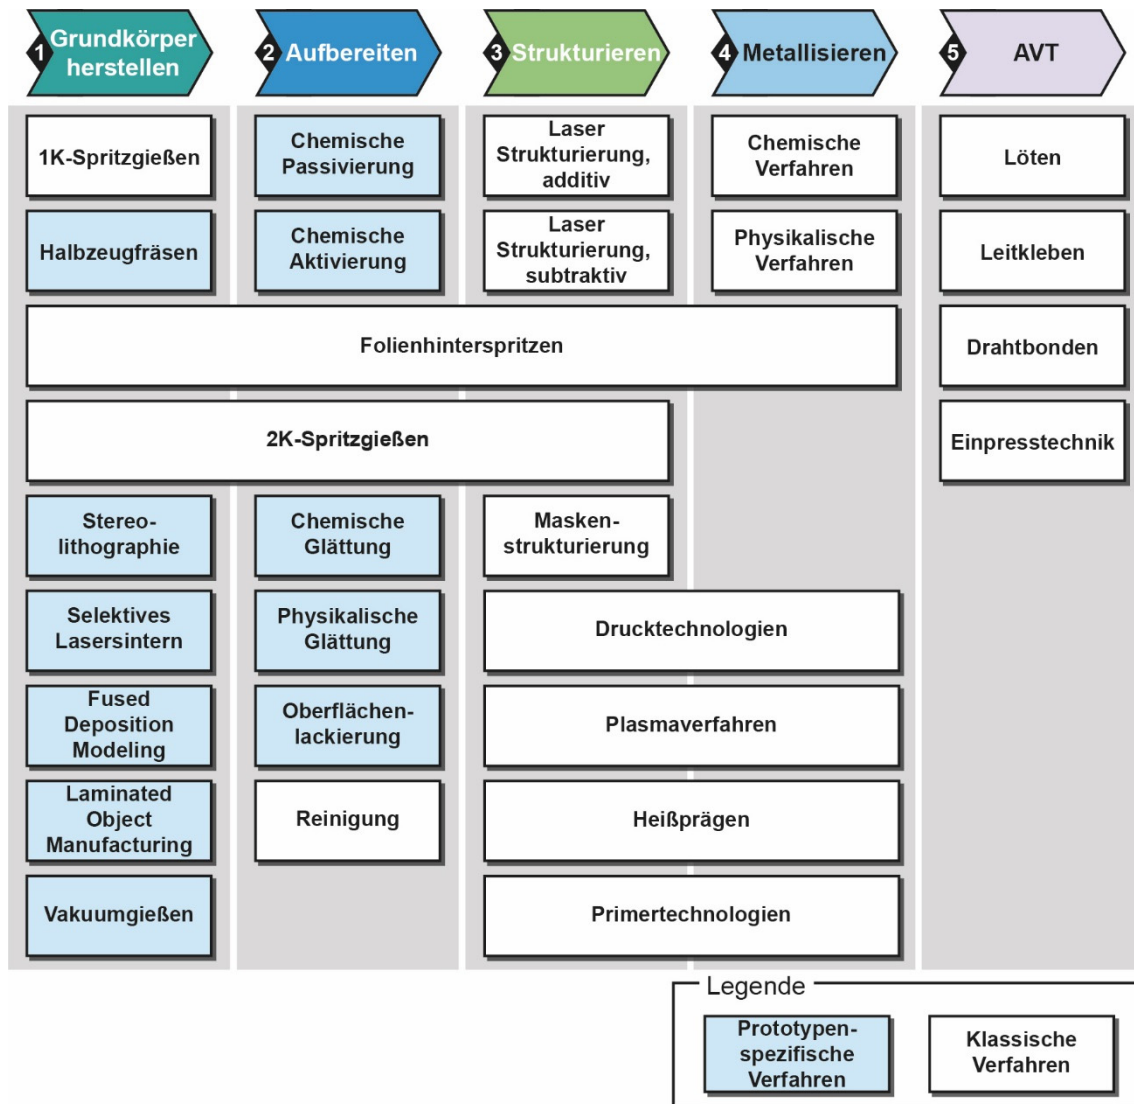 1
Grundkörper
herstellen
2
Aufbereiten
3
Strukturieren
4
Metallisieren
5
AVT
1K-Spritzgießen
Chemische
Passivierung
Laser
Strukturierung,
additiv
Chemische
Verfahren
Löten
Halbzeugfräsen
Chemische
Aktivierung
Laser
Strukturierung,
subtraktiv
Physikalische
Verfahren
Leitkleben
Folienhinterspritzen
Drahtbonden
2K-Spritzgießen
Einpresstechnik
Stereo-
lithographie
Chemische
Glättung
Masken-
strukturierung
Selektives
Lasersintern
Physikalische
Glättung
Drucktechnologien
Fused
Deposition
Modeling
Oberflächen-
lackierung
Plasmaverfahren
Laminated
Object
Manufacturing
Reinigung
Heißprägen
Vakuumgießen
Primertechnologien
Legende
Prototypen-
spezifische
Verfahren
Klassische
Verfahren